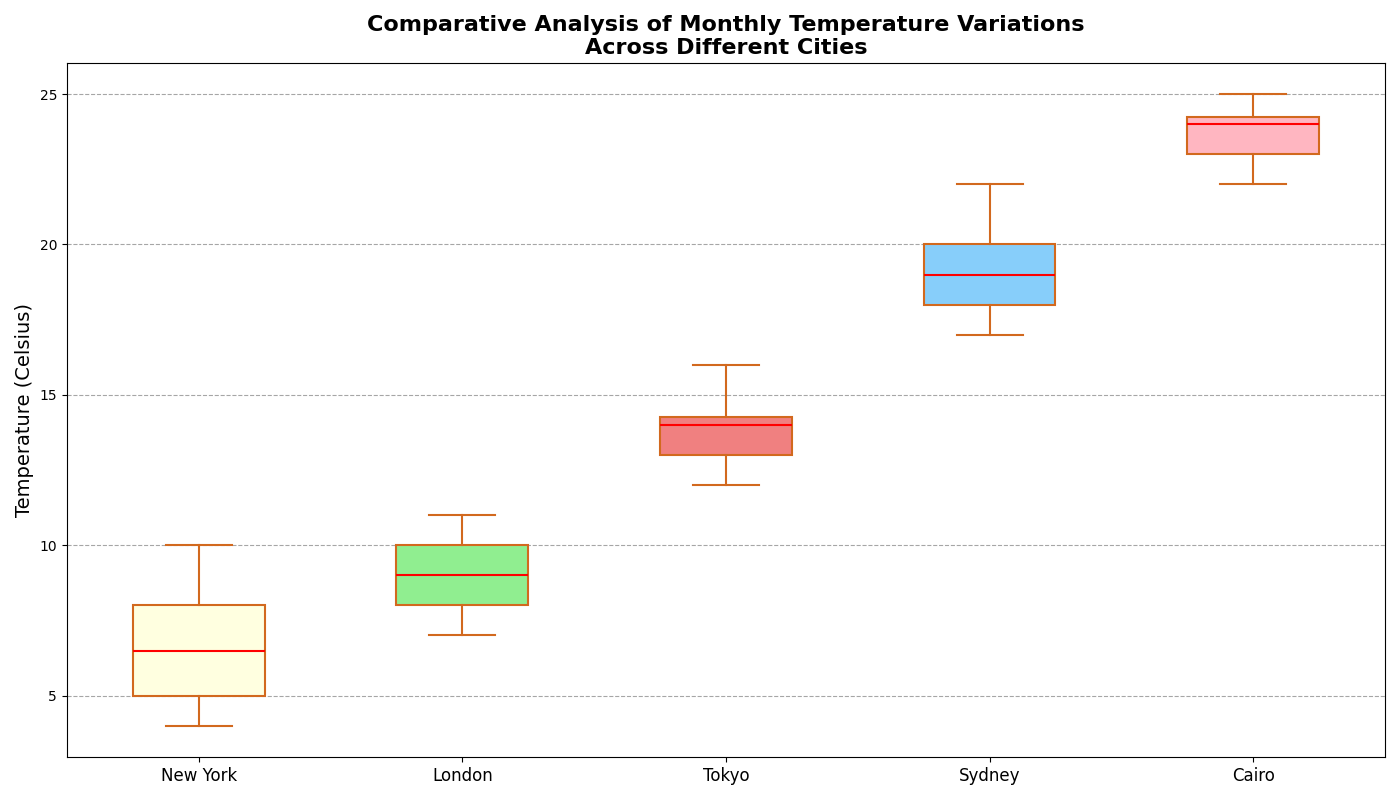 Comparative Analysis of Monthly Temperature Variations
Across Different Cities
Temperature (Celsius)
25
20
15
10
5
New York
London
Tokyo
Sydney
Cairo